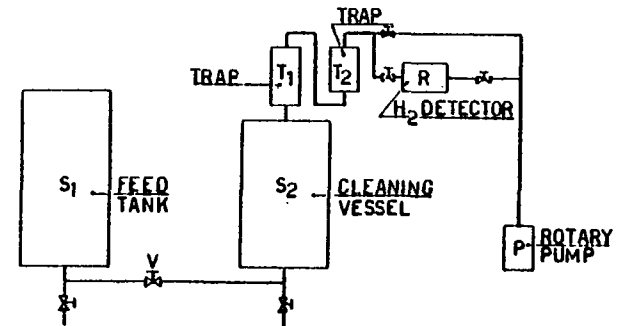 TRAP
TRAP
T1
T2
R
H2 DETECTOR
S1
FEED
TANK
S2
CLEANING
VESSEL
V
P
ROTARY
PUMP